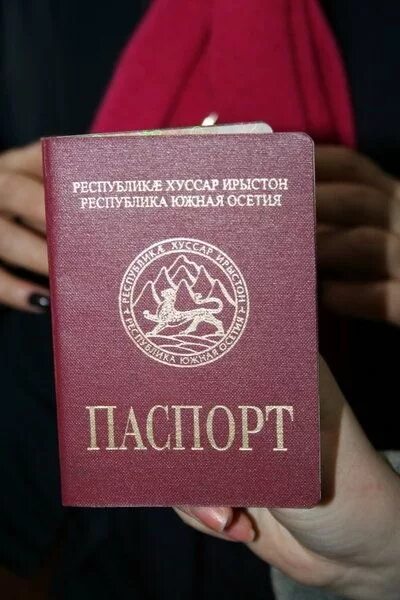 РЕСПУБЛИКÆ ХУССАР ИРЫСТОН
РЕСПУБЛИКА ЮЖНАЯ ОСЕТИЯ
РЕСПУБЛИКÆ ХУССАР ИРЫСТОН
РЕСПУБЛИКА ЮЖНАЯ ОСЕТИЯ
ПАСПОРТ